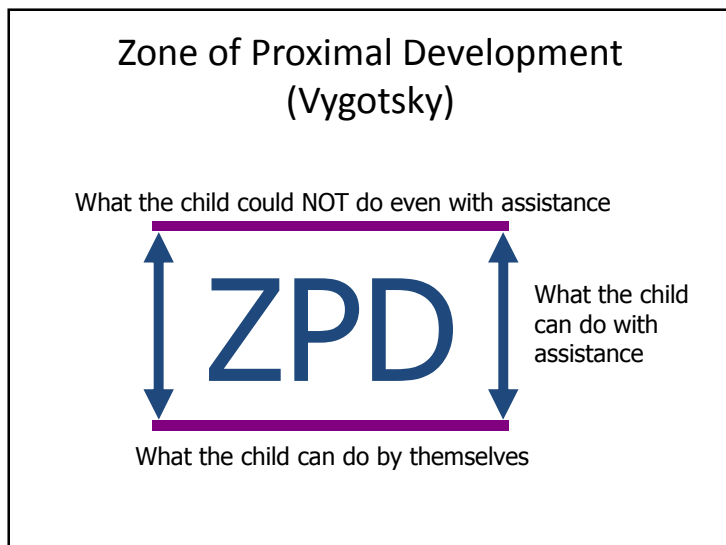 Zone of Proximal Development
(Vygotsky)
What the child could NOT do even with assistance
ZPD
What the child
can do with
assistance
What the child can do by themselves